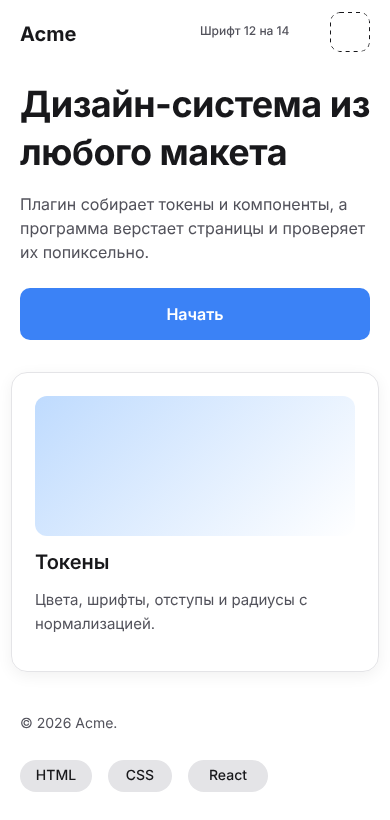 Acme
Шрифт 12 на 14
Дизайн-система из
любого макета
Плагин собирает токены и компоненты, а
программа верстает страницы и проверяет
их попиксельно.
Начать
Токены
Цвета, шрифты, отступы и радиусы с
нормализацией.
© 2026 Acme.
HTML
CSS
React